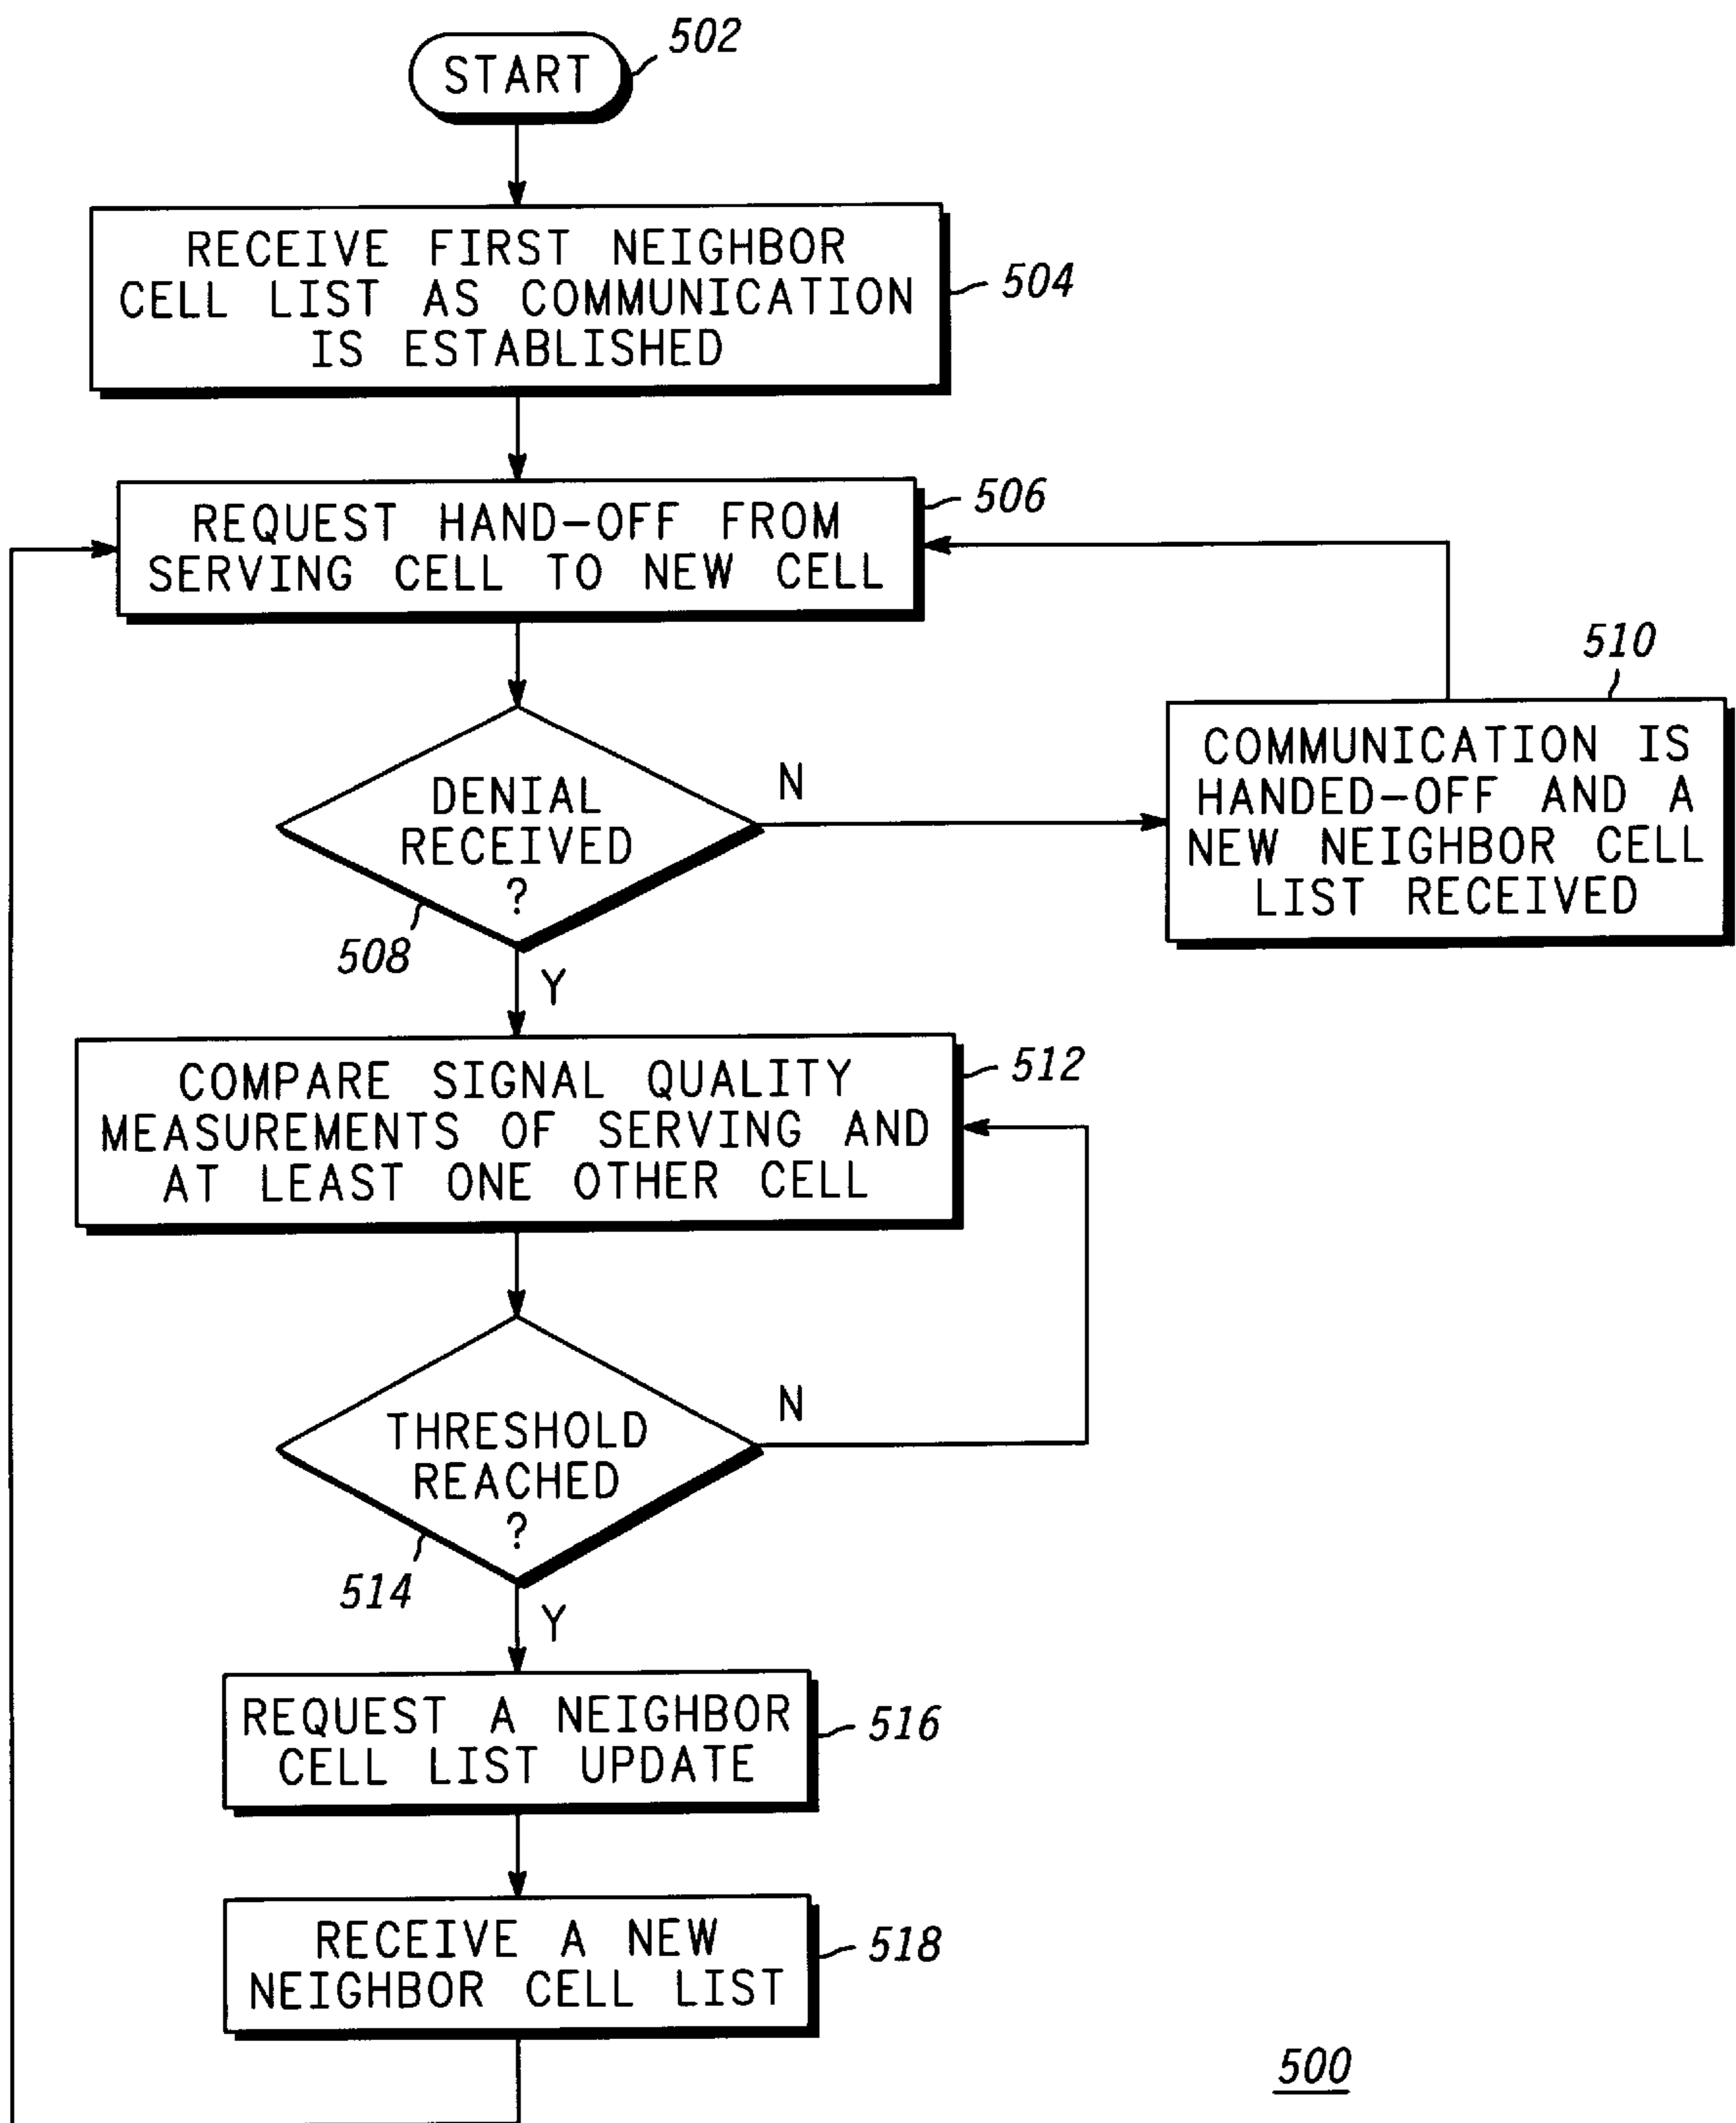 502
START
RECEIVE FIRST NEIGHBOR
CELL LIST AS COMMUNICATION
IS ESTABLISHED
504
REQUEST HAND-OFF FROM
SERVING CELL TO NEW CELL
506
DENIAL
RECEIVED
?
508
N
Y
510
COMMUNICATION IS
HANDED-OFF AND A
NEW NEIGHBOR CELL
LIST RECEIVED
COMPARE SIGNAL QUALITY
MEASUREMENTS OF SERVING AND
AT LEAST ONE OTHER CELL
512
THRESHOLD
REACHED
?
514
N
Y
REQUEST A NEIGHBOR
CELL LIST UPDATE
516
RECEIVE A NEW
NEIGHBOR CELL LIST
518
500